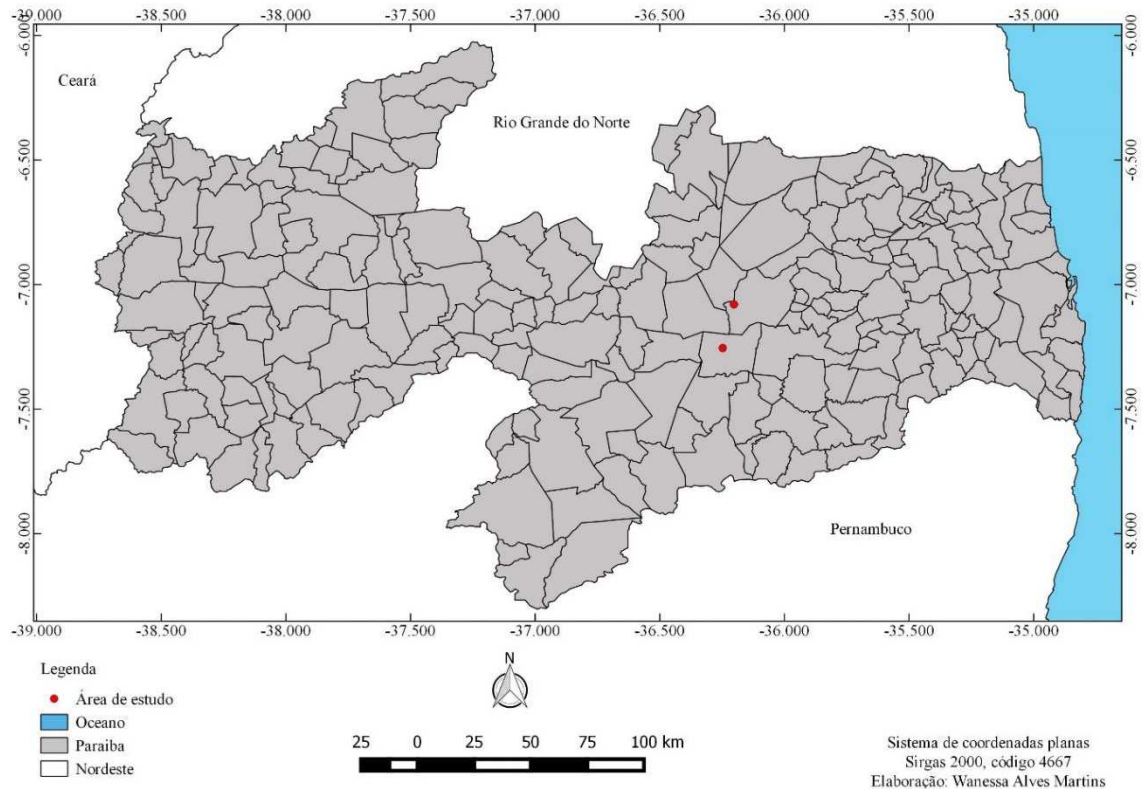 -39.000 -38.500 -38.000 -37.500 -37.000 -36.500 -36.000 -35.500 -35.000
-6.000 -6.000
Ceará
Rio Grande do Norte
-6.500 -6.500
-7.000 -7.000
-7.500 -7.500
-8.000 -8.000
Pernambuco
-39.000 -38.500 -38.000 -37.500 -37.000 -36.500 -36.000 -35.500 -35.000
Legenda
Área de estudo
Oceano
Paraiba
Nordeste
N
25 0 25 50 75 100 km
Sistema de coordenadas planas
Sirgas 2000, código 4667
Elaboração: Wanessa Alves Martins